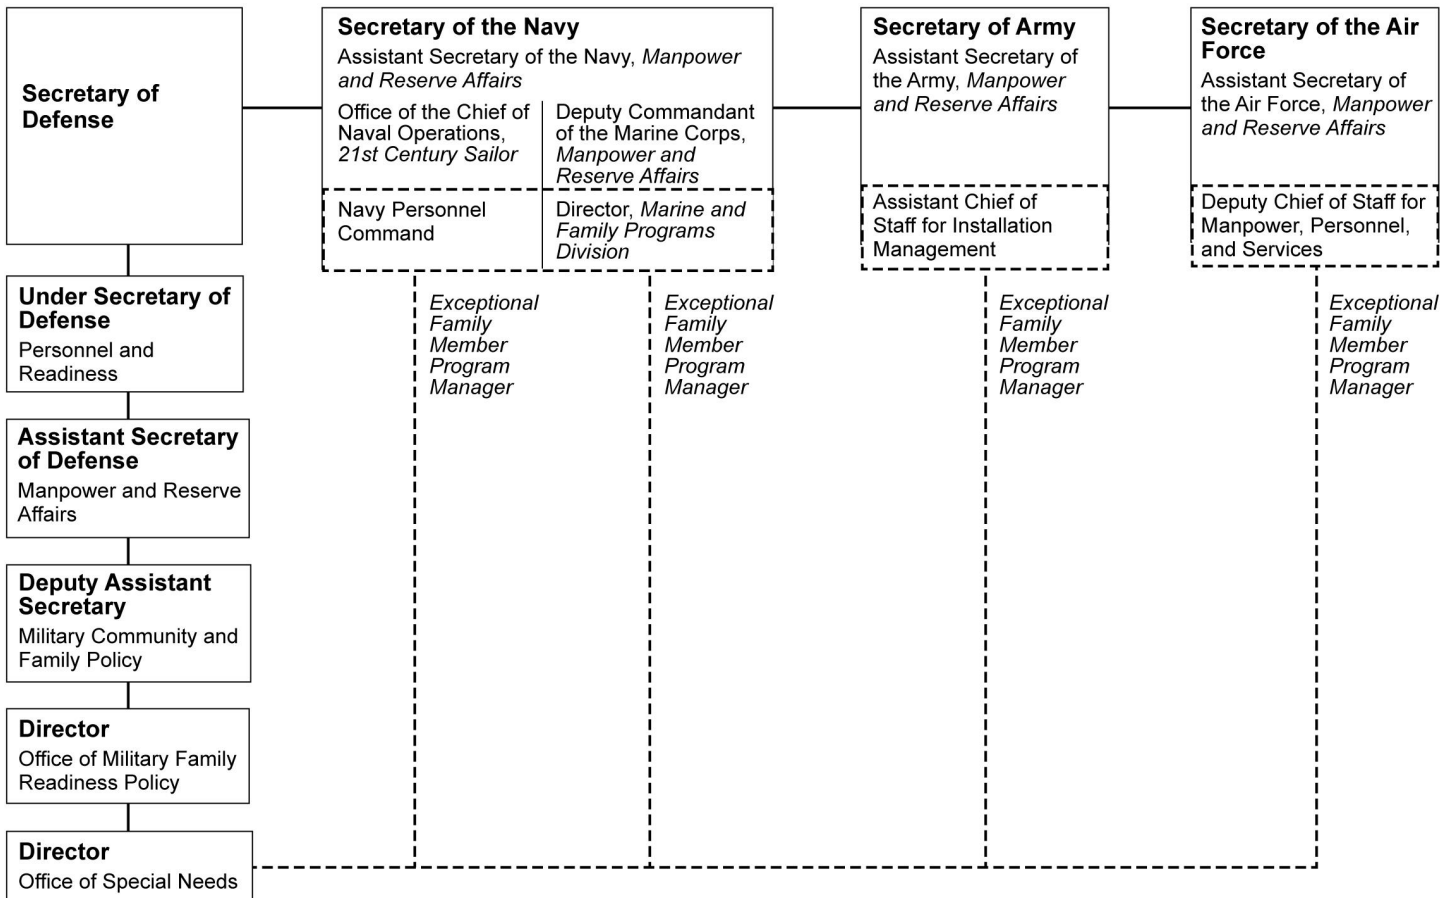 Secretary of
Defense
Secretary of the Navy
Assistant Secretary of the Navy, Manpower
and Reserve Affairs
Office of the Chief of
Naval Operations,
21st Century Sailor
Deputy Commandant
of the Marine Corps,
Manpower and
Reserve Affairs
Navy Personnel
Command
Director, Marine and
Family Programs
Division
Secretary of Army
Assistant Secretary of
the Army, Manpower
and Reserve Affairs
Assistant Chief of
Staff for Installation
Management
Secretary of the Air
Force
Assistant Secretary of
the Air Force, Manpower
and Reserve Affairs
Deputy Chief of Staff for
Manpower, Personnel,
and Services
Exceptional
Family
Member
Program
Manager
Exceptional
Family
Member
Program
Manager
Exceptional
Family
Member
Program
Manager
Exceptional
Family
Member
Program
Manager
Under Secretary of
Defense
Personnel and
Readiness
Assistant Secretary
of Defense
Manpower and Reserve
Affairs
Deputy Assistant
Secretary
Military Community and
Family Policy
Director
Office of Military Family
Readiness Policy
Director
Office of Special Needs